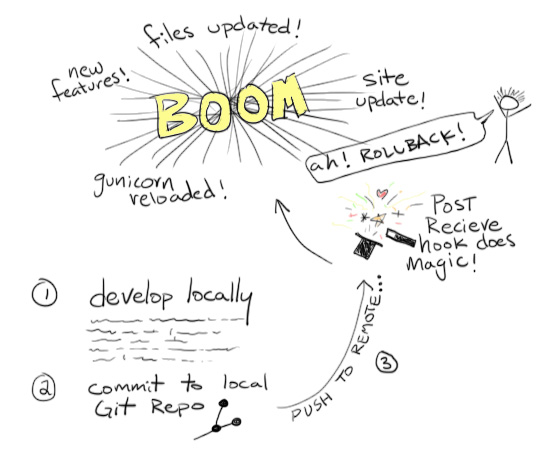 files updated!
new
features!
BOOM
site
update!
ah! ROLLBACK!
gunicorn
reloaded!
POST
Recieve
hook does
Magic!
1 develop locally
2 commit to local
Git Repo
PUSH TO REMOTE...
3